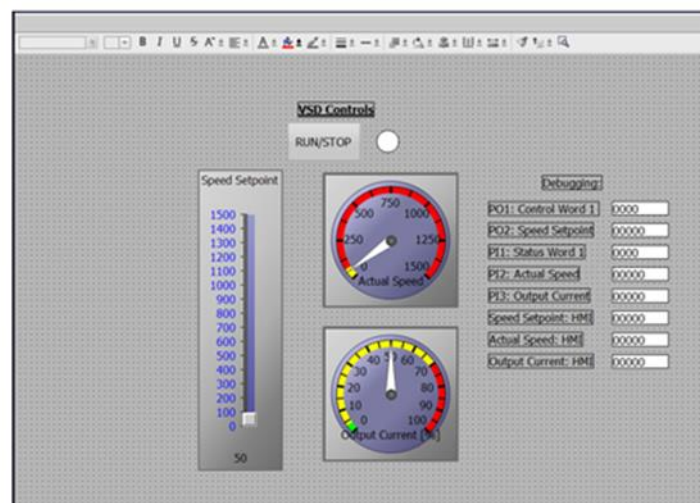 B I U S A
VSD Controls
RUN/STOP
Speed Setpoint
1500
1400
1300
1200
1100
1000
900
800
700
600
500
400
300
200
100
0
50
0
250
500
750
1000
1250
1500
Actual Speed
0
10
20
30
40
50
60
70
80
90
100
Output Current [%]
Debugging:
PO1: Control Word 1 0000
PO2: Speed Setpoint 00000
PI1: Status Word 1 0000
PI2: Actual Speed 00000
PI3: Output Current 00000
Speed Setpoint: HMI 00000
Actual Speed: HMI 00000
Output Current: HMI 00000